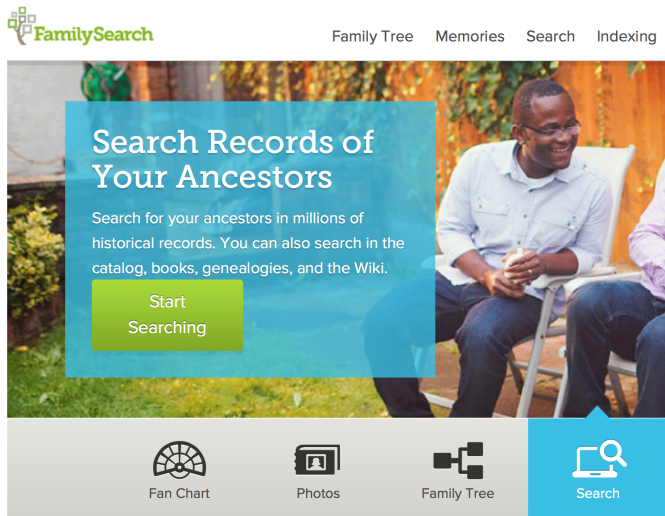 FamilySearch
Family Tree Memories Search Indexing
Search Records of
Your Ancestors
Search for your ancestors in millions of
historical records. You can also search in the
catalog, books, genealogies, and the Wiki.
Start
Searching
Fan Chart Photos Family Tree Search